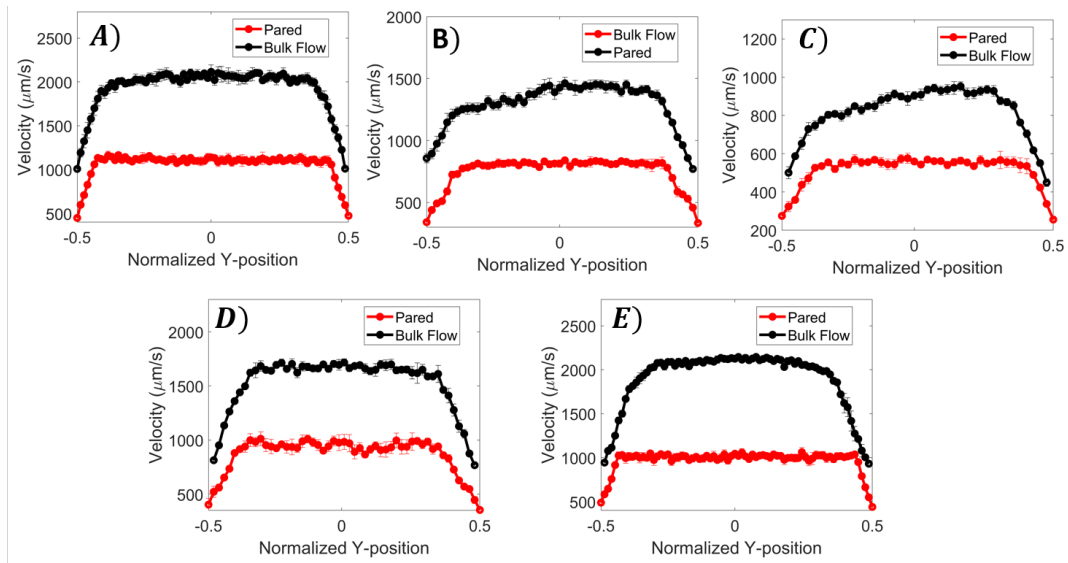 A)
Pared
Bulk Flow
2500
2000
1500
1000
500
Velocity (μm/s)
-0.5
0
0.5
Normalized Y-position
B)
Bulk Flow
Pared
2000
1500
1000
500
Velocity (μm/s)
-0.5
0
0.5
Normalized Y-position
C)
Pared
Bulk Flow
1200
1000
800
600
400
200
Velocity (μm/s)
-0.5
0
0.5
Normalized Y-position
D)
Pared
Bulk Flow
2000
1500
1000
500
Velocity (μm/s)
-0.5
0
0.5
Normalized Y-position
E)
Pared
Bulk Flow
2500
2000
1500
1000
500
Velocity (μm/s)
-0.5
0
0.5
Normalized Y-position